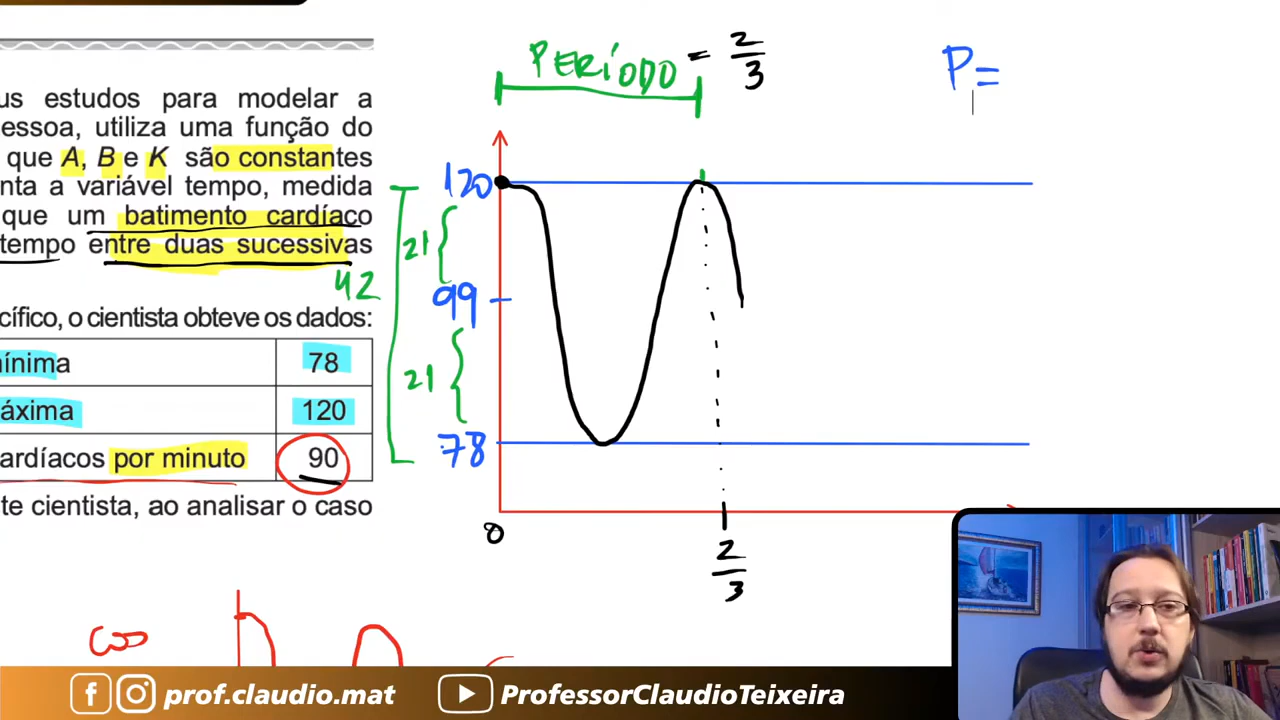 us estudos para modelar a
essoa, utiliza uma função do
que A, B e K são constantes
nta a variável tempo, medida
que um batimento cardíaco
tempo entre duas sucessivas
cífico, o cientista obteve os dados:
ínima 78
áxima 120
ardíacos por minuto 90
te cientista, ao analisar o caso
PERÍODO = 2/3
P=
120
21
42
99
21
78
0
2/3
cos
prof.claudio.mat
ProfessorClaudioTeixeira